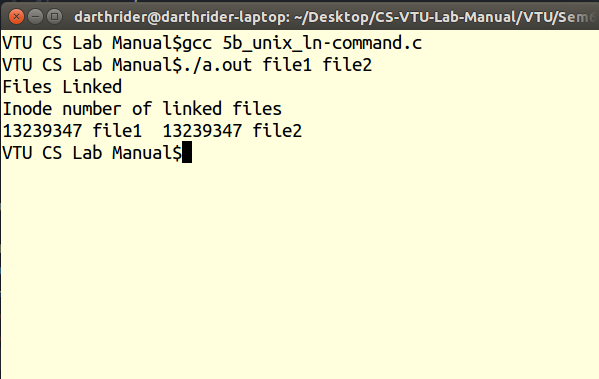 darthrider@darthrider-laptop: ~/Desktop/CS-VTU-Lab-Manual/VTU/Sem
VTU CS Lab Manual$gcc 5b_unix_ln-command.c
VTU CS Lab Manual$./a.out file1 file2
Files Linked
Inode number of linked files
13239347 file1  13239347 file2
VTU CS Lab Manual$